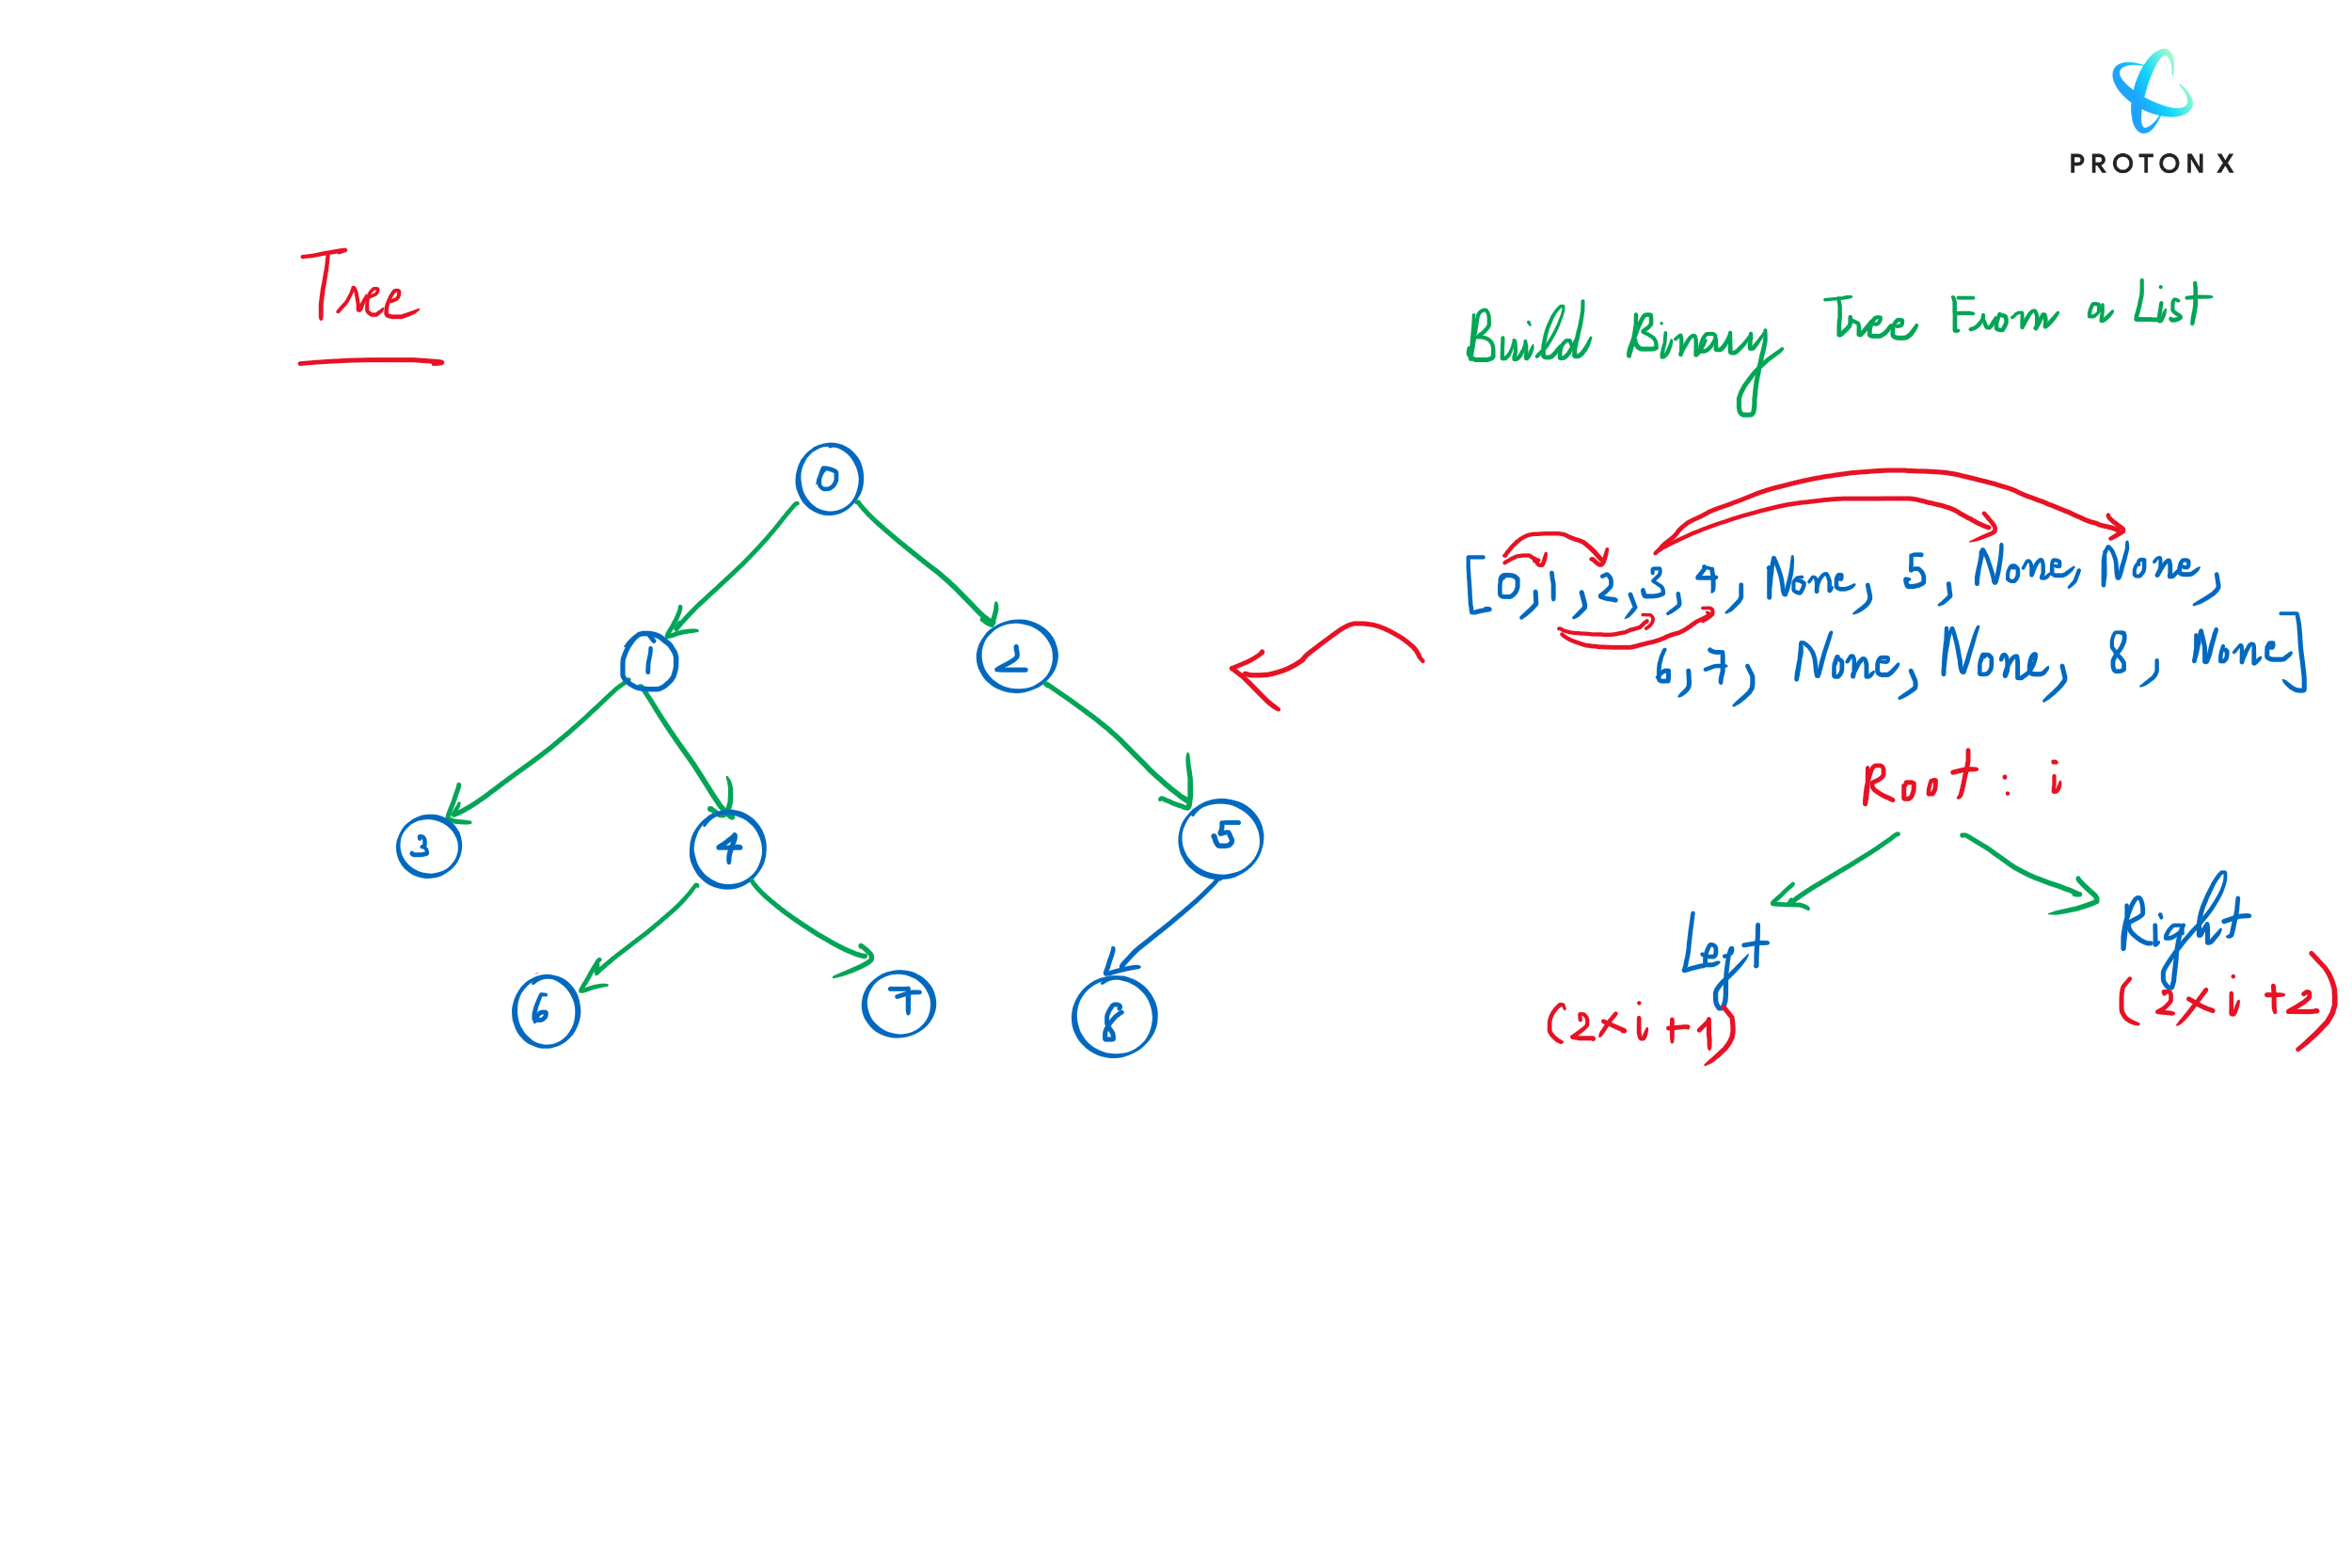 PROTON X
Tree
Build Binary Tree From a List
0
[0, 1, 2, 3, 4, None, 5, None, None,
6, 7, None, None, 8, None]
1
2
Root : i
3
4
5
Left
Right
(2×i+1)
(2×i+2)
6
7
8